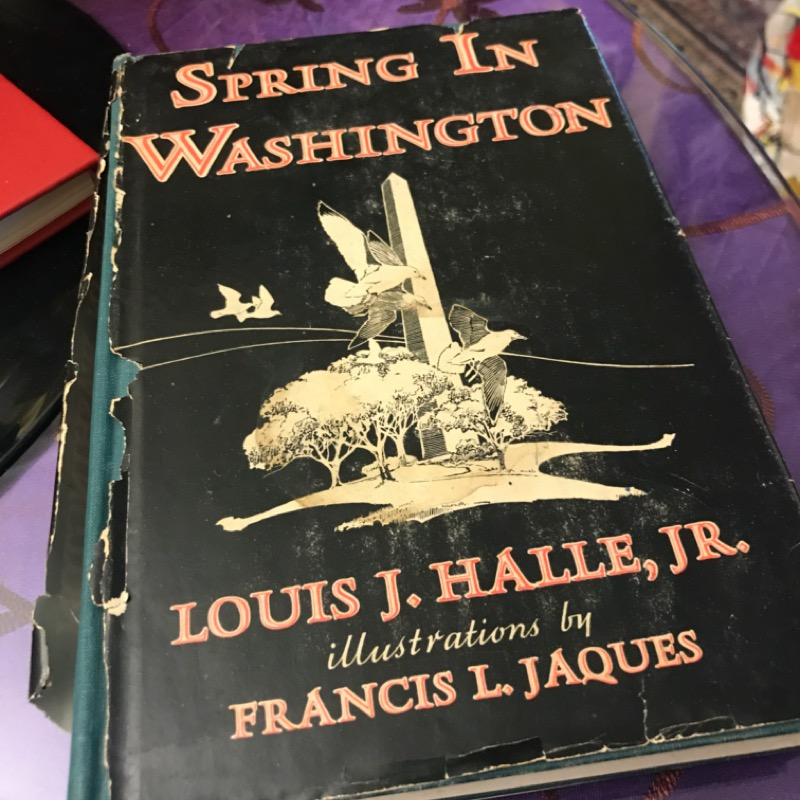 SPRING IN
WASHINGTON
LOUIS J. HALLE, JR.
illustrations by
FRANCIS L. JAQUES